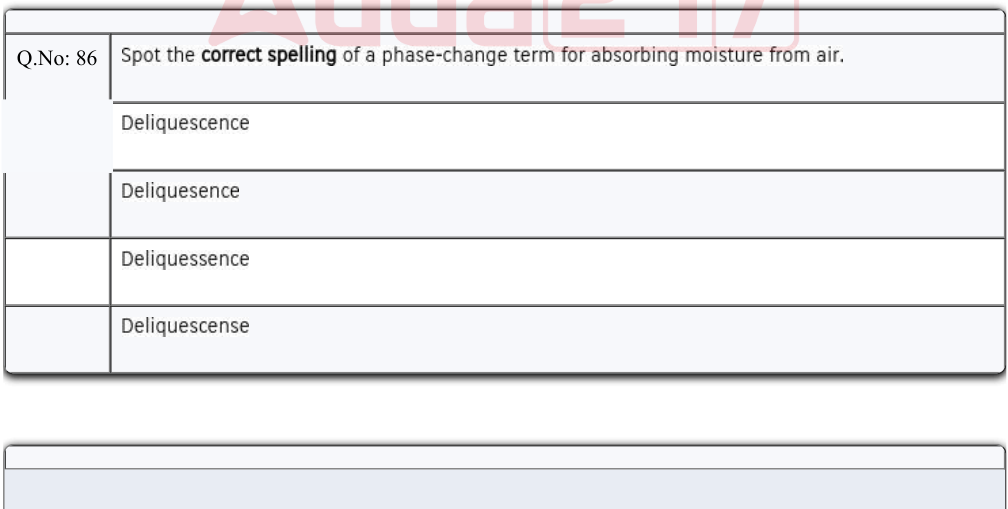 Adda247
Q.No: 86 Spot the correct spelling of a phase-change term for absorbing moisture from air.
Deliquescence
Deliquesence
Deliquessence
Deliquescense